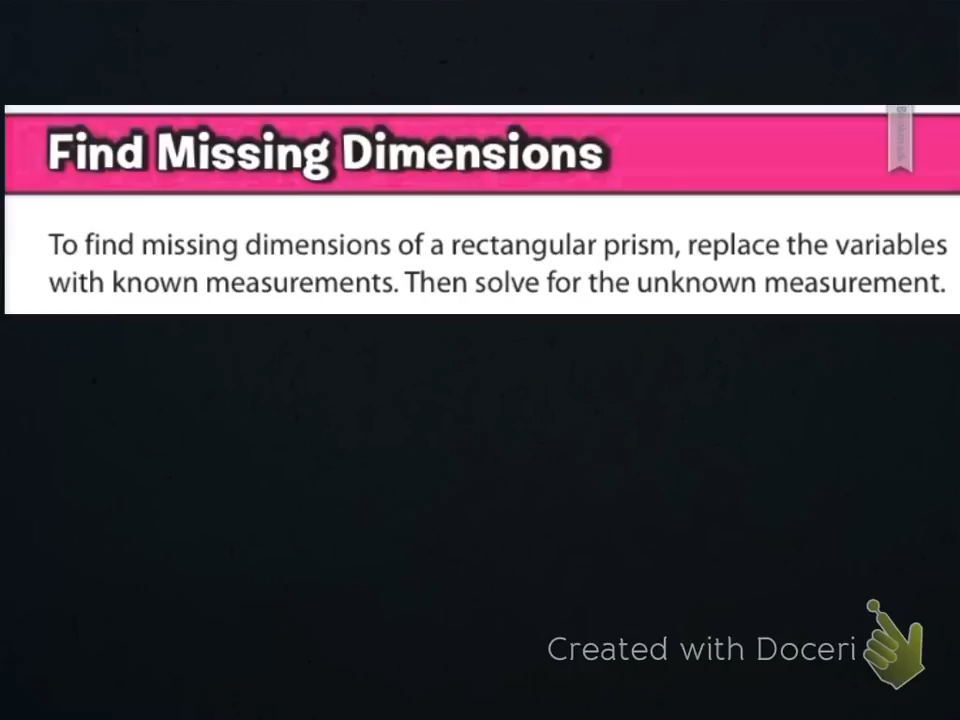 Find Missing Dimensions
To find missing dimensions of a rectangular prism, replace the variables
with known measurements. Then solve for the unknown measurement.
Created with Doceri